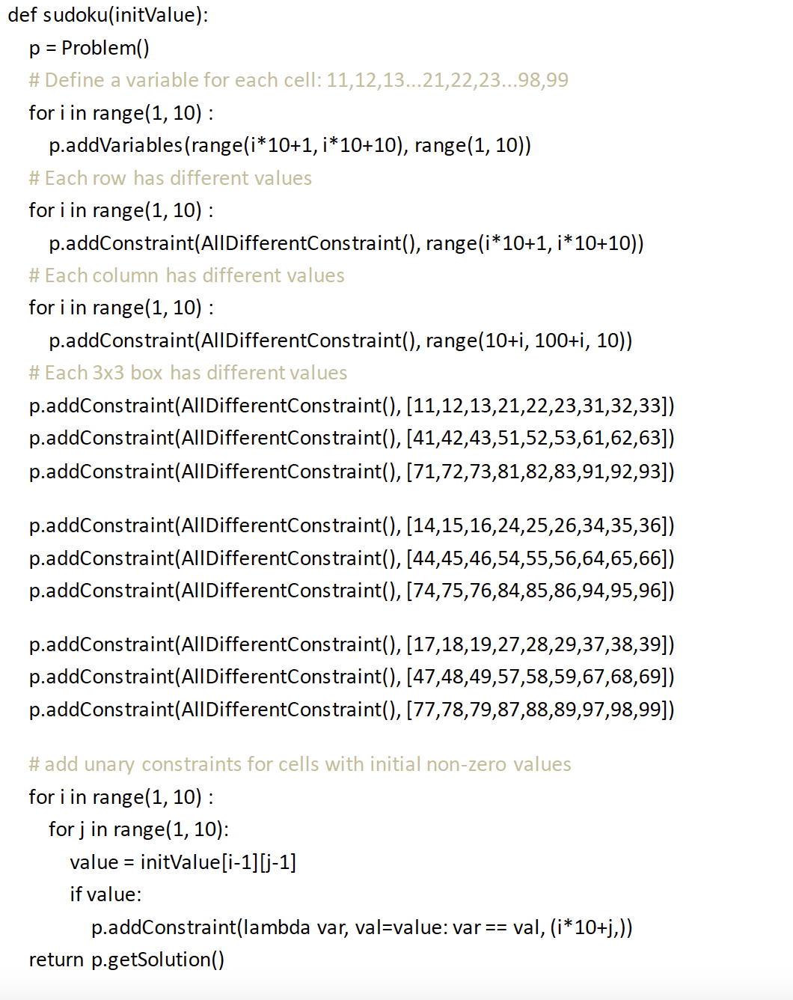 def sudoku(initValue):
p = Problem()
# Define a variable for each cell: 11,12,13...21,22,23...98,99
for i in range(1, 10) :
p.addVariables(range(i*10+1, i*10+10), range(1, 10))
# Each row has different values
for i in range(1, 10) :
p.addConstraint(AllDifferentConstraint(), range(i*10+1, i*10+10))
# Each column has different values
for i in range(1, 10) :
p.addConstraint(AllDifferentConstraint(), range(10+i, 100+i, 10))
# Each 3x3 box has different values
p.addConstraint(AllDifferentConstraint(), [11,12,13,21,22,23,31,32,33])
p.addConstraint(AllDifferentConstraint(), [41,42,43,51,52,53,61,62,63])
p.addConstraint(AllDifferentConstraint(), [71,72,73,81,82,83,91,92,93])
p.addConstraint(AllDifferentConstraint(), [14,15,16,24,25,26,34,35,36])
p.addConstraint(AllDifferentConstraint(), [44,45,46,54,55,56,64,65,66])
p.addConstraint(AllDifferentConstraint(), [74,75,76,84,85,86,94,95,96])
p.addConstraint(AllDifferentConstraint(), [17,18,19,27,28,29,37,38,39])
p.addConstraint(AllDifferentConstraint(), [47,48,49,57,58,59,67,68,69])
p.addConstraint(AllDifferentConstraint(), [77,78,79,87,88,89,97,98,99])
# add unary constraints for cells with initial non-zero values
for i in range(1, 10) :
for j in range(1, 10):
value = initValue[i-1][j-1]
if value:
p.addConstraint(lambda var, val=value: var == val, (i*10+j,))
return p.getSolution()